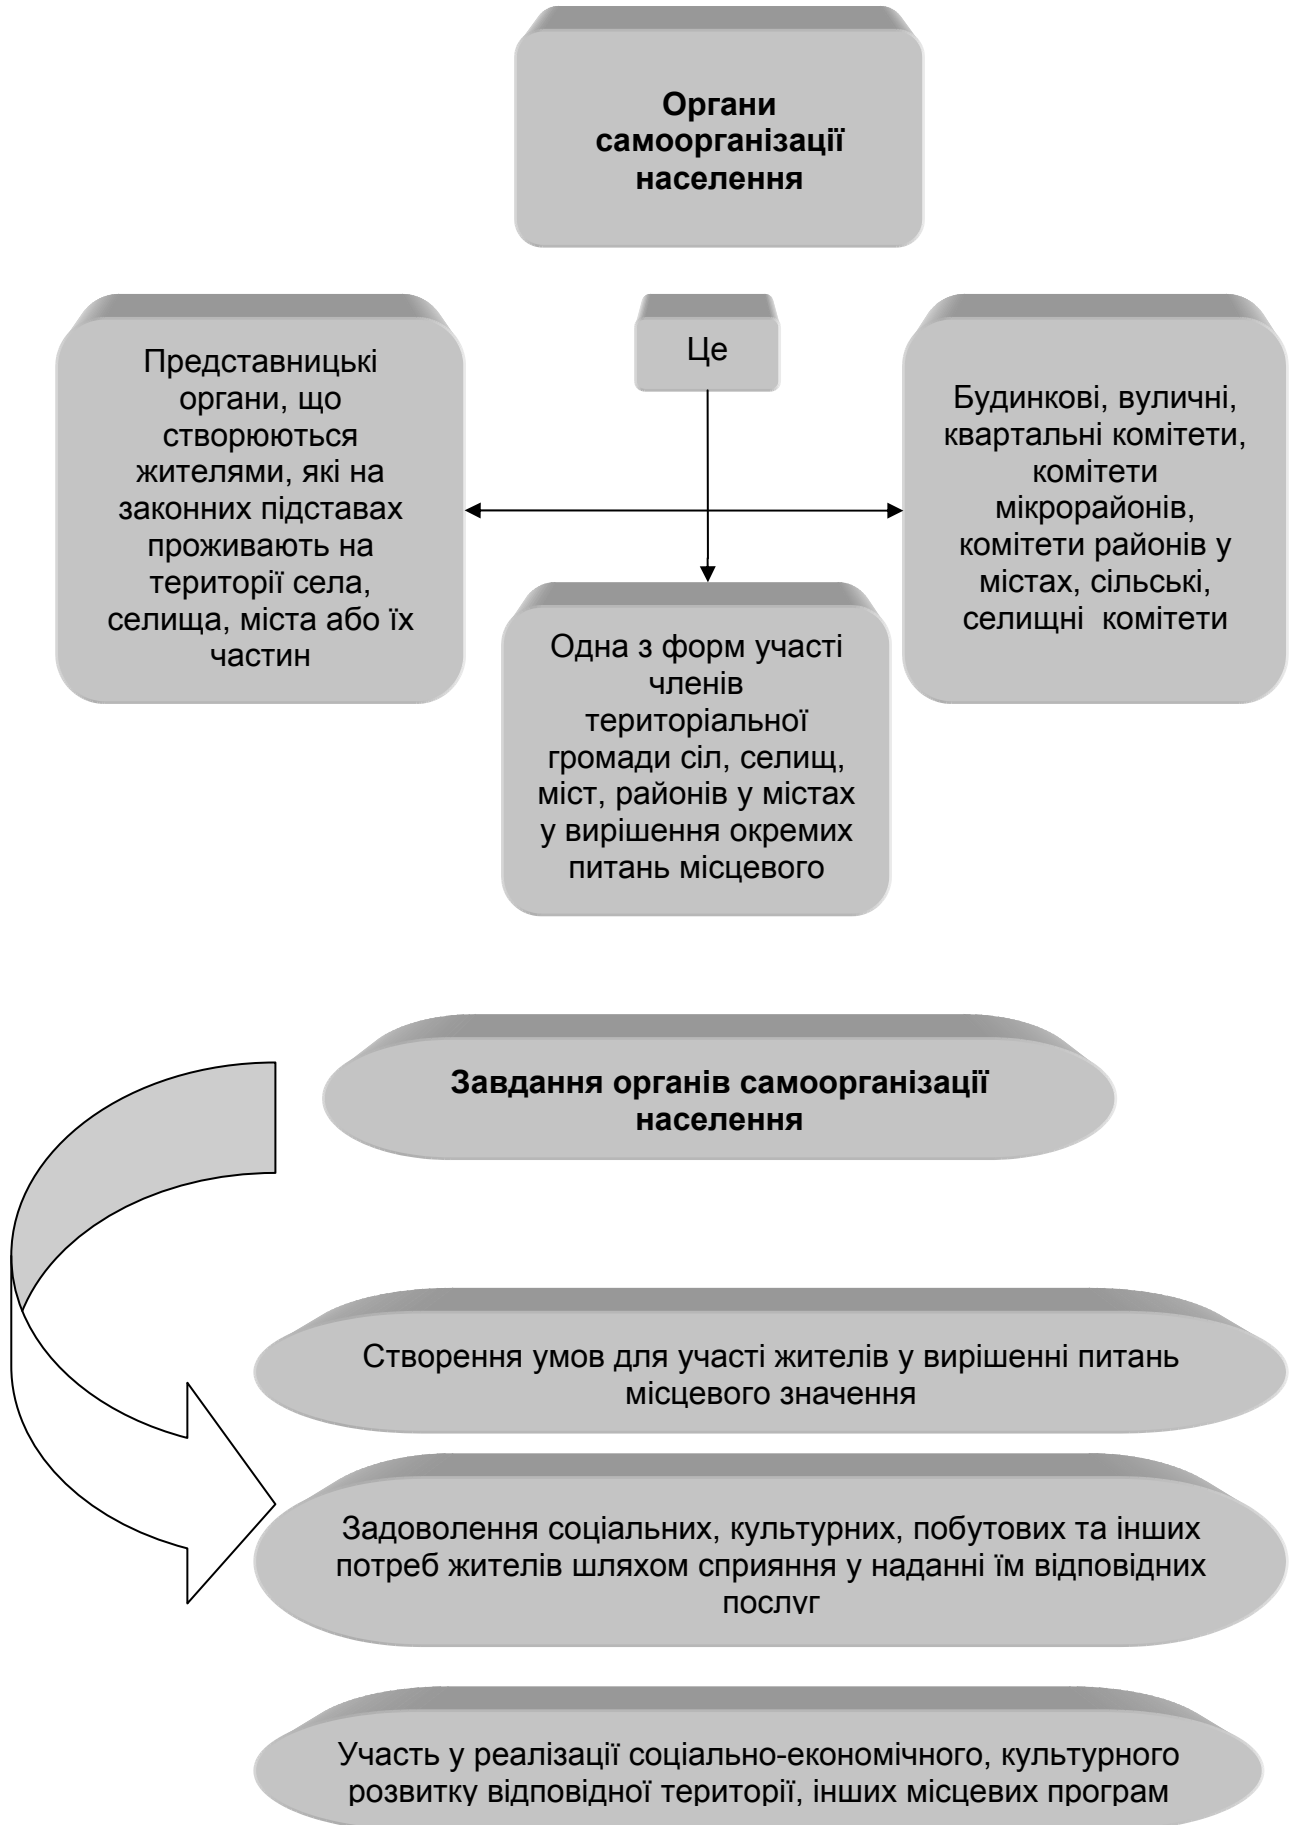 Органи
самоорганізації
населення
Це
Представницькі
органи, що
створюються
жителями, які на
законних підставах
проживають на
території села,
селища, міста або їх
частин
Будинкові, вуличні,
квартальні комітети,
комітети
мікрорайонів,
комітети районів у
містах, сільські,
селищні комітети
Одна з форм участі
членів
територіальної
громади сіл, селищ,
міст, районів у містах
у вирішення окремих
питань місцевого
Завдання органів самоорганізації
населення
Створення умов для участі жителів у вирішенні питань
місцевого значення
Задоволення соціальних, культурних, побутових та інших
потреб жителів шляхом сприяння у наданні їм відповідних
послуг
Участь у реалізації соціально-економічного, культурного
розвитку відповідної території, інших місцевих програм